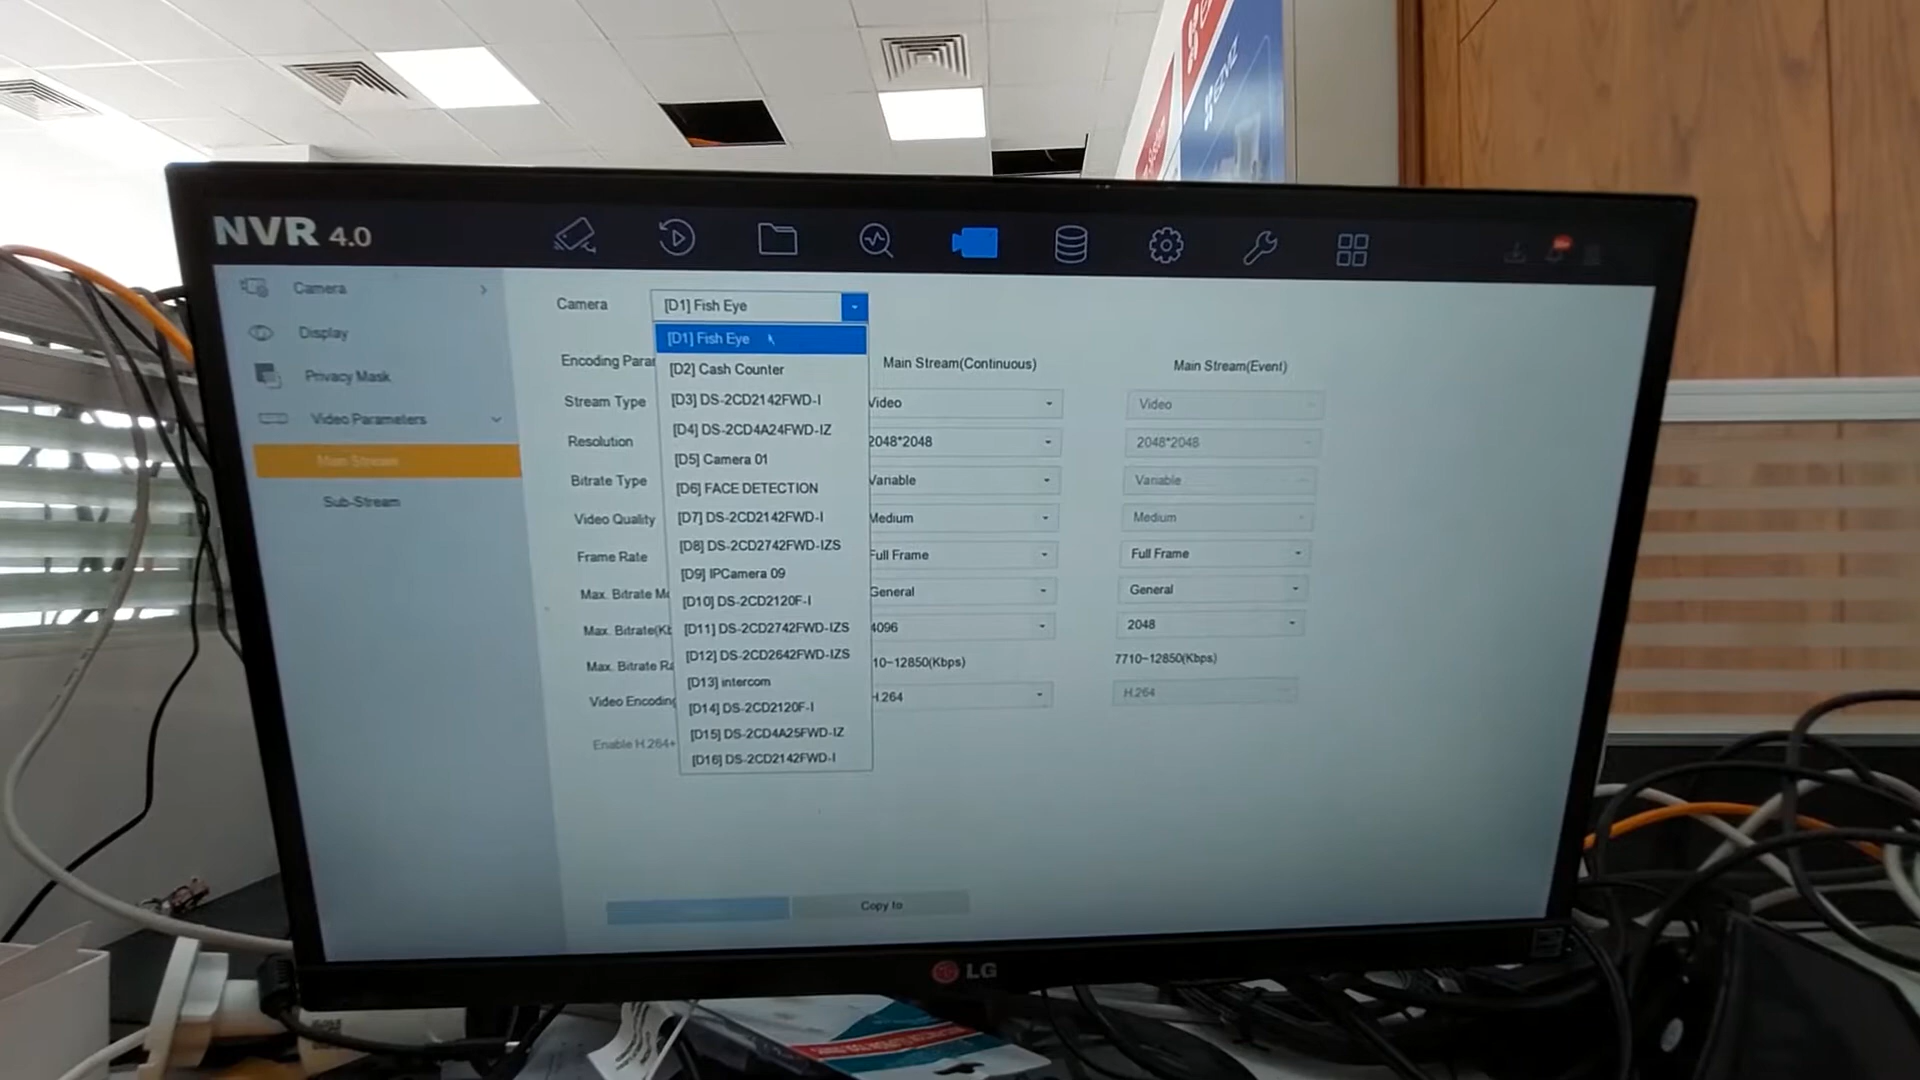 EZVIZ
NVR 4.0
Camera
Display
Privacy Mask
Video Parameters
Main Stream
Sub-Stream
Camera
[D1] Fish Eye
[D1] Fish Eye
[D2] Cash Counter
[D3] DS-2CD2142FWD-I
[D4] DS-2CD4A24FWD-IZ
[D5] Camera 01
[D6] FACE DETECTION
[D7] DS-2CD2142FWD-I
[D8] DS-2CD2742FWD-IZS
[D9] IPCamera 09
[D10] DS-2CD2120F-I
[D11] DS-2CD2742FWD-IZS
[D12] DS-2CD2642FWD-IZS
[D13] intercom
[D14] DS-2CD2120F-I
[D15] DS-2CD4A25FWD-IZ
[D16] DS-2CD2142FWD-I
Encoding Parar Main Stream(Continuous) Main Stream(Event)
Stream Type Video Video
Resolution 2048*2048 2048*2048
Bitrate Type Variable Variable
Video Quality Medium Medium
Frame Rate Full Frame Full Frame
Max. Bitrate Mo General General
Max. Bitrate(Kb 4096 2048
Max. Bitrate Ra 10~12850(Kbps) 7710~12850(Kbps)
Video Encoding H.264 H.264
Enable H.264+
Copy to
LG